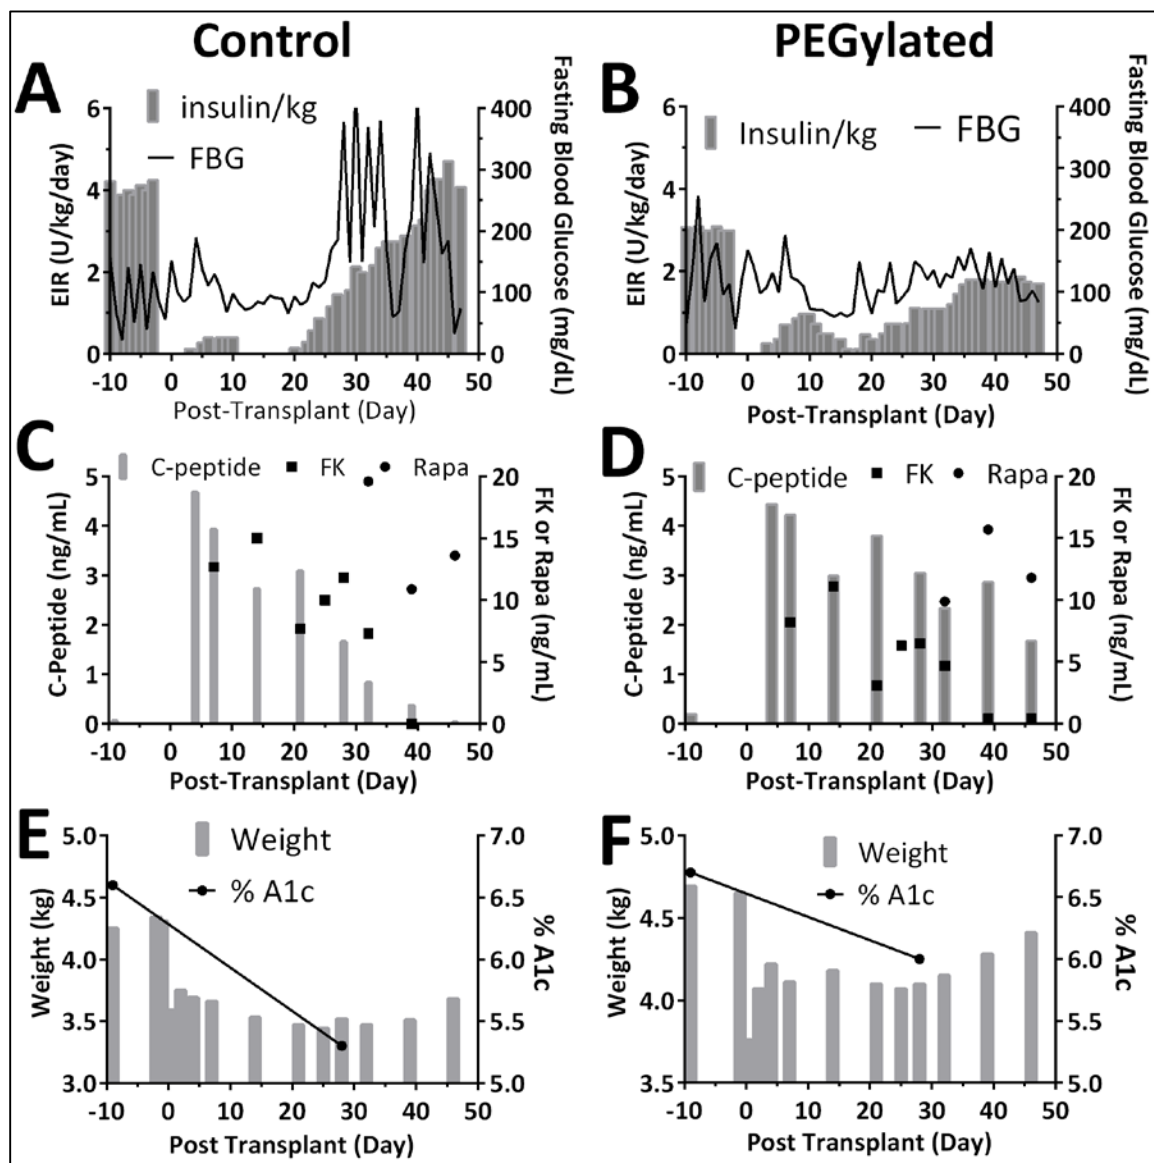 Control
PEGylated
A
insulin/kg
FBG
EIR (U/kg/day)
6
4
2
0
Fasting Blood Glucose (mg/dL)
400
300
200
100
0
-10 0 10 20 30 40 50
Post-Transplant (Day)
B
Insulin/kg
FBG
EIR (U/kg/day)
6
4
2
0
Fasting Blood Glucose (mg/dL)
400
300
200
100
0
-10 0 10 20 30 40 50
Post-Transplant (Day)
C
C-peptide FK Rapa
C-Peptide (ng/mL)
5
4
3
2
1
0
FK or Rapa (ng/mL)
20
15
10
5
0
-10 0 10 20 30 40 50
Post-Transplant (Day)
D
C-peptide FK Rapa
C-Peptide (ng/mL)
5
4
3
2
1
0
FK or Rapa (ng/mL)
20
15
10
5
0
-10 0 10 20 30 40 50
Post-Transplant (Day)
E
Weight
% A1c
Weight (kg)
5.0
4.5
4.0
3.5
3.0
% A1c
7.0
6.5
6.0
5.5
5.0
-10 0 10 20 30 40 50
Post Transplant (Day)
F
Weight
% A1c
Weight (kg)
5.0
4.5
4.0
3.5
% A1c
7.0
6.5
6.0
5.5
5.0
-10 0 10 20 30 40 50
Post Transplant (Day)